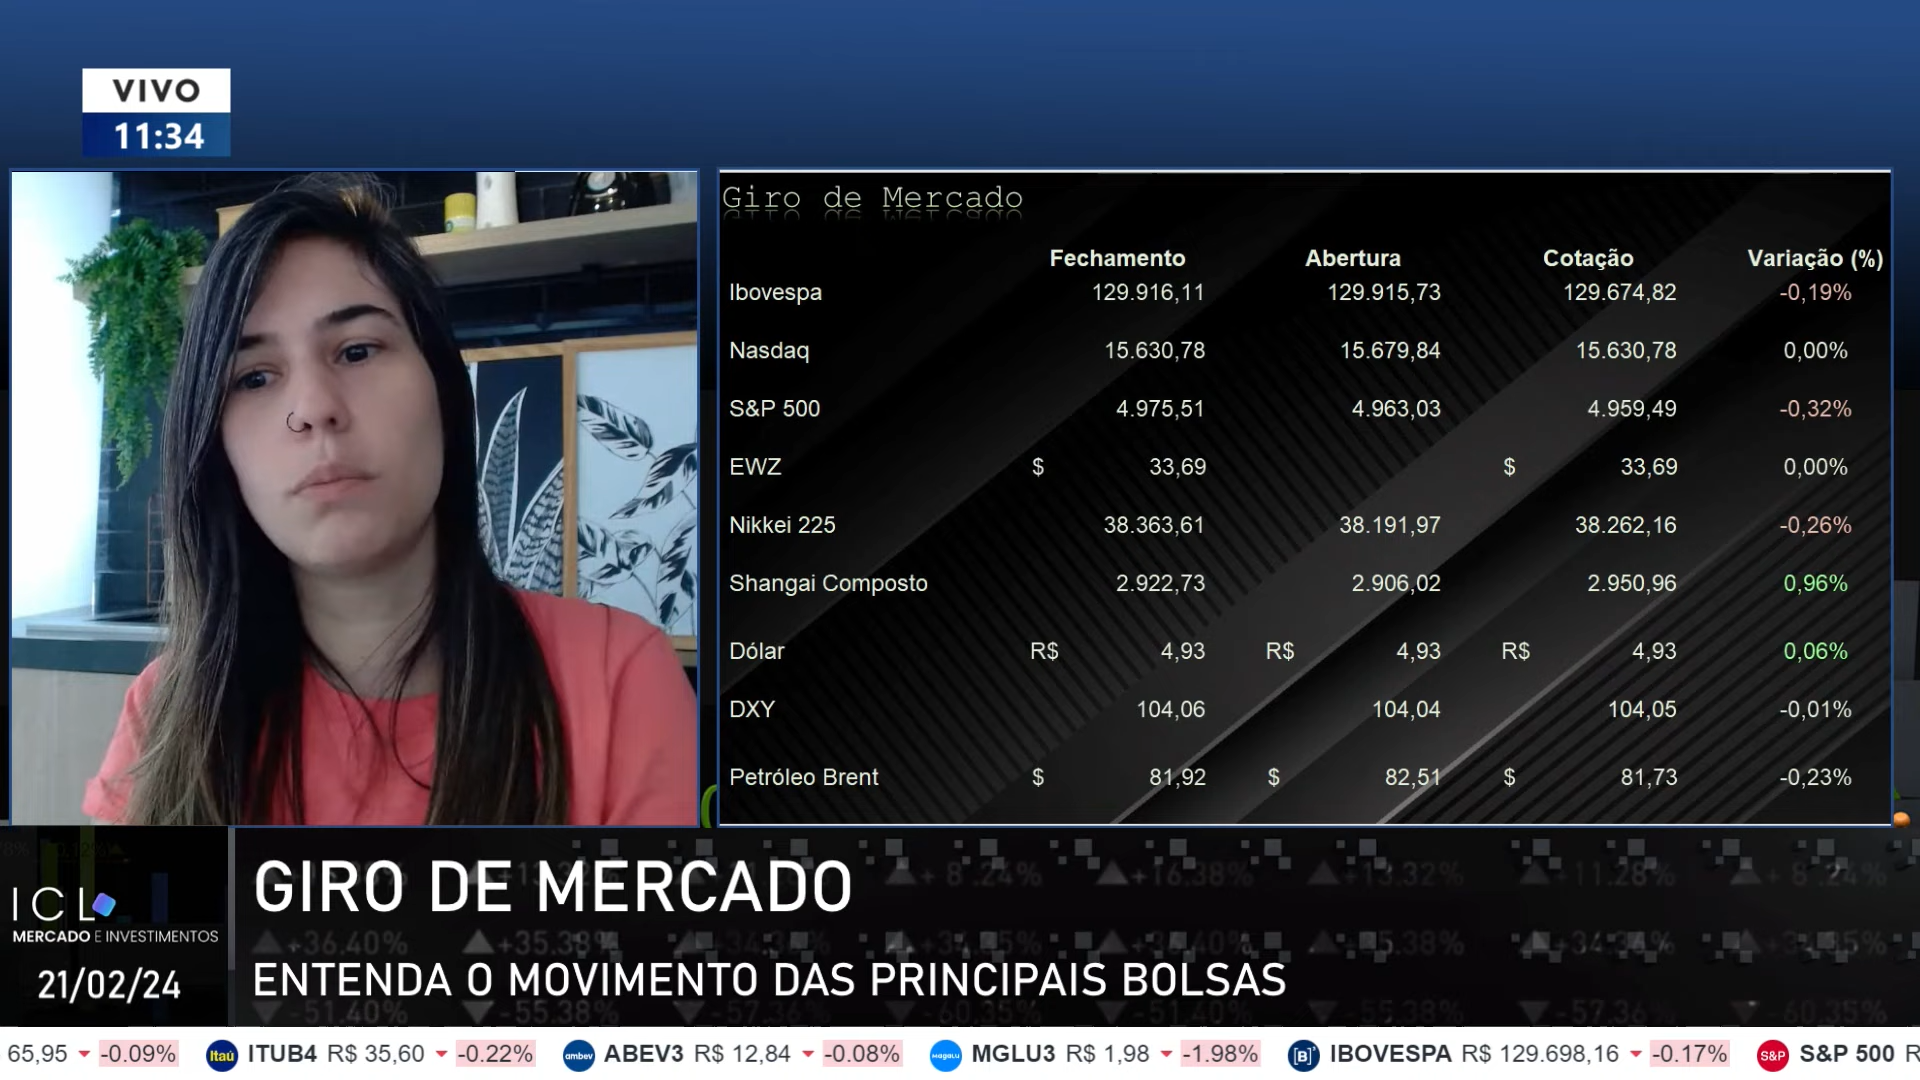 VIVO
11:34
Giro de Mercado
Fechamento Abertura Cotação Variação (%)
Ibovespa 129.916,11 129.915,73 129.674,82 -0,19%
Nasdaq 15.630,78 15.679,84 15.630,78 0,00%
S&P 500 4.975,51 4.963,03 4.959,49 -0,32%
EWZ $ 33,69 $ 33,69 0,00%
Nikkei 225 38.363,61 38.191,97 38.262,16 -0,26%
Shangai Composto 2.922,73 2.906,02 2.950,96 0,96%
Dólar R$ 4,93 R$ 4,93 R$ 4,93 0,06%
DXY 104,06 104,04 104,05 -0,01%
Petróleo Brent $ 81,92 $ 82,51 $ 81,73 -0,23%
ICL
MERCADO E INVESTIMENTOS
21/02/24
GIRO DE MERCADO
ENTENDA O MOVIMENTO DAS PRINCIPAIS BOLSAS
65,95 -0.09% Itaú ITUB4 R$ 35,60 -0.22% ambev ABEV3 R$ 12,84 -0.08% magalu MGLU3 R$ 1,98 -1.98% [B]³ IBOVESPA R$ 129.698,16 -0.17% S&P S&P 500 R